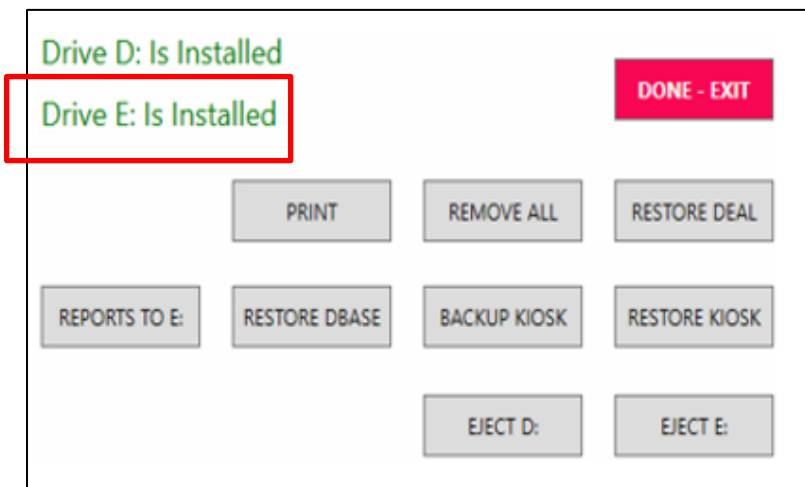 Drive D: Is Installed
DONE - EXIT
Drive E: Is Installed
PRINT
REMOVE ALL
RESTORE DEAL
REPORTS TO E:
RESTORE DBASE
BACKUP KIOSK
RESTORE KIOSK
EJECT D:
EJECT E: